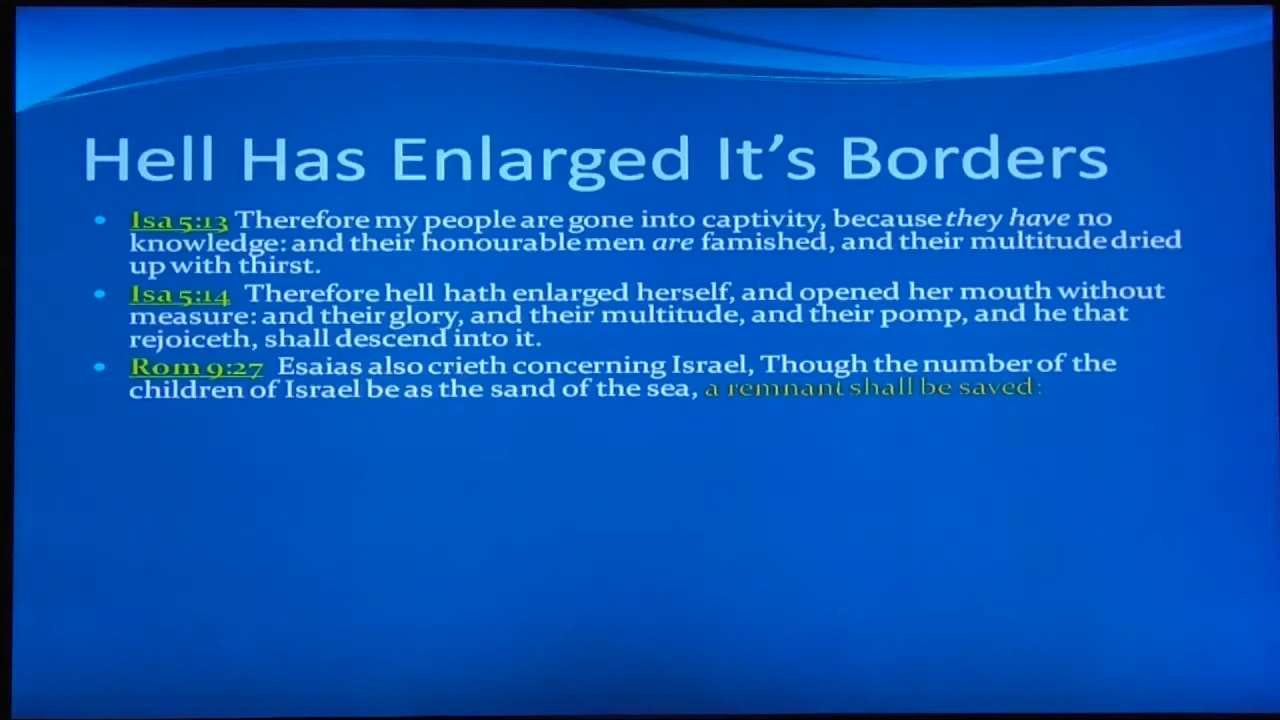 Hell Has Enlarged It's Borders
• Isa 5:13 Therefore my people are gone into captivity, because they have no
knowledge: and their honourable men are famished, and their multitude dried
up with thirst.
• Isa 5:14 Therefore hell hath enlarged herself, and opened her mouth without
measure: and their glory, and their multitude, and their pomp, and he that
rejoiceth, shall descend into it.
• Rom 9:27 Esaias also crieth concerning Israel, Though the number of the
children of Israel be as the sand of the sea, a remnant shall be saved: